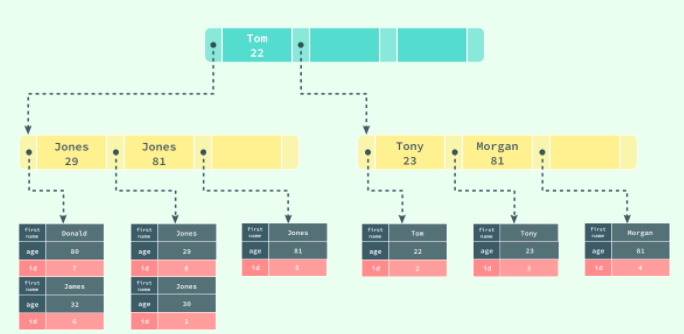 Tom
22
Jones
29
Jones
81
Tony
23
Morgan
81
first
name
Donald
age
80
id
7
James
first
name
age
32
id
6
first
name
Jones
age
29
id
8
first
name
Jones
age
30
id
1
first
name
Jones
age
81
id
5
first
name
Tom
age
22
id
2
first
name
Tony
age
23
id
3
first
name
Morgan
age
81
id
4